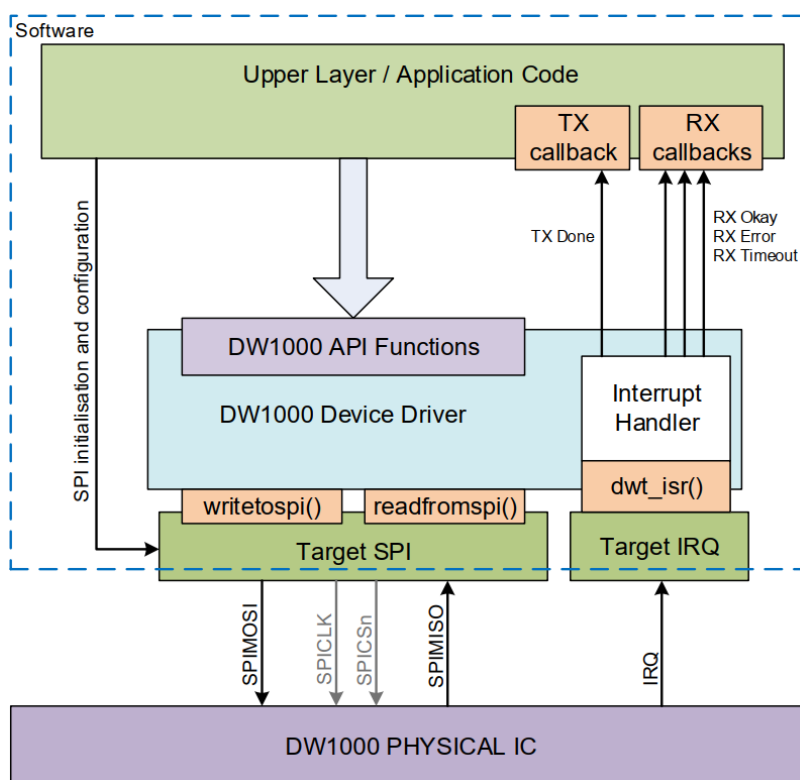 Software
Upper Layer / Application Code
TX
callback
RX
callbacks
SPI initialisation and configuration
TX Done
RX Okay
RX Error
RX Timeout
DW1000 API Functions
DW1000 Device Driver
Interrupt
Handler
writetospi()
readfromspi()
dwt_isr()
Target SPI
Target IRQ
SPIMOSI
SPICLK
SPICSn
SPIMISO
IRQ
DW1000 PHYSICAL IC